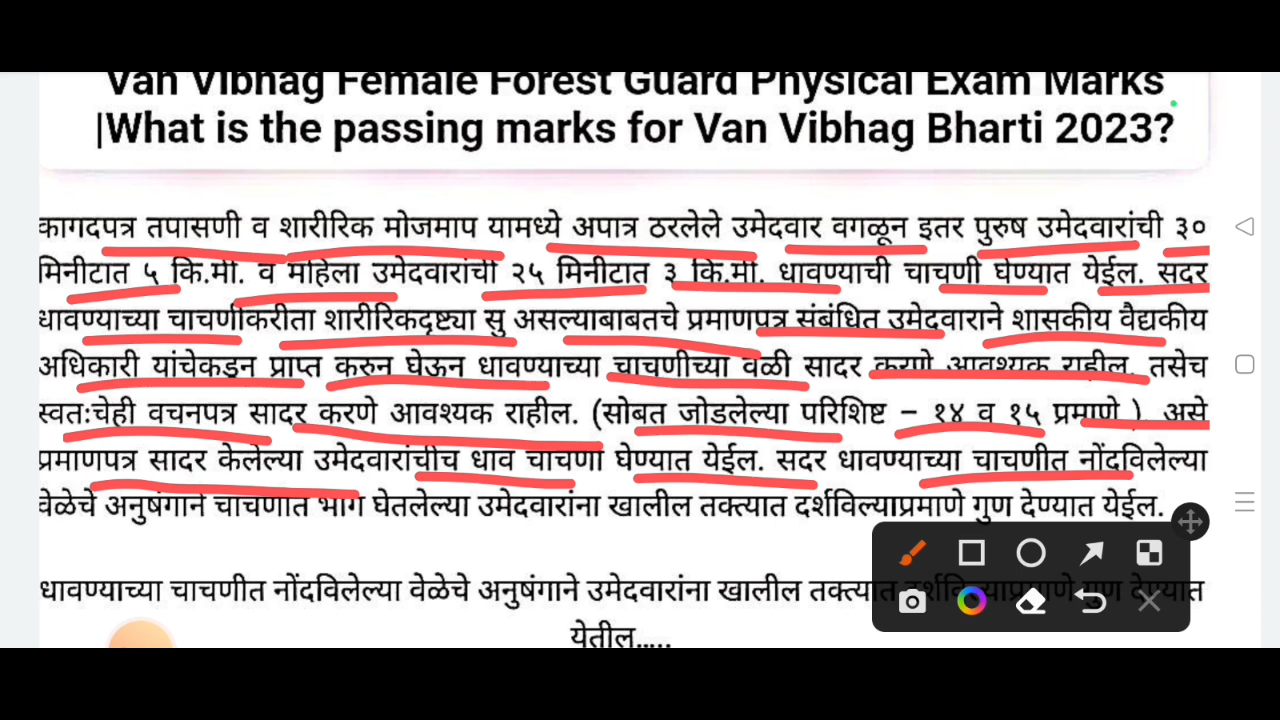 Van Vibhag Female Forest Guard Physical Exam Marks
|What is the passing marks for Van Vibhag Bharti 2023?
कागदपत्र तपासणी व शारीरिक मोजमाप यामध्ये अपात्र ठरलेले उमेदवार वगळून इतर पुरुष उमेदवारांची ३०
मिनीटात ५ कि.मी. व महिला उमेदवारांची २५ मिनीटात ३ कि.मी. धावण्याची चाचणी घेण्यात येईल. सदर
धावण्याच्या चाचणीकरीता शारीरिकदृष्ट्या सु असल्याबाबतचे प्रमाणपत्र संबंधित उमेदवाराने शासकीय वैद्यकीय
अधिकारी यांचेकडून प्राप्त करुन घेऊन धावण्याच्या चाचणीच्या वेळी सादर करणे आवश्यक राहील. तसेच
स्वतःचेही वचनपत्र सादर करणे आवश्यक राहील. (सोबत जोडलेल्या परिशिष्ट – १४ व १५ प्रमाणे ) असे
प्रमाणपत्र सादर केलेल्या उमेदवारांचीच धाव चाचणी घेण्यात येईल. सदर धावण्याच्या चाचणीत नोंदविलेल्या
वेळेचे अनुषंगाने चाचणीत भाग घेतलेल्या उमेदवारांना खालील तक्त्यात दर्शविल्याप्रमाणे गुण देण्यात येईल.
धावण्याच्या चाचणीत नोंदविलेल्या वेळेचे अनुषंगाने उमेदवारांना खालील तक्त्यात दर्शविल्याप्रमाणे गुण देण्यात
येतील.....